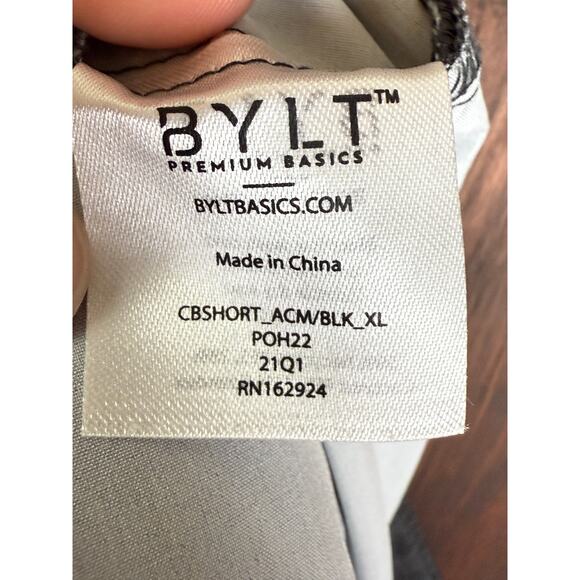 BYLT™
PREMIUM BASICS
BYLTBASICS.COM
Made in China
CBSHORT_ACM/BLK_XL
POH22
21Q1
RN162924